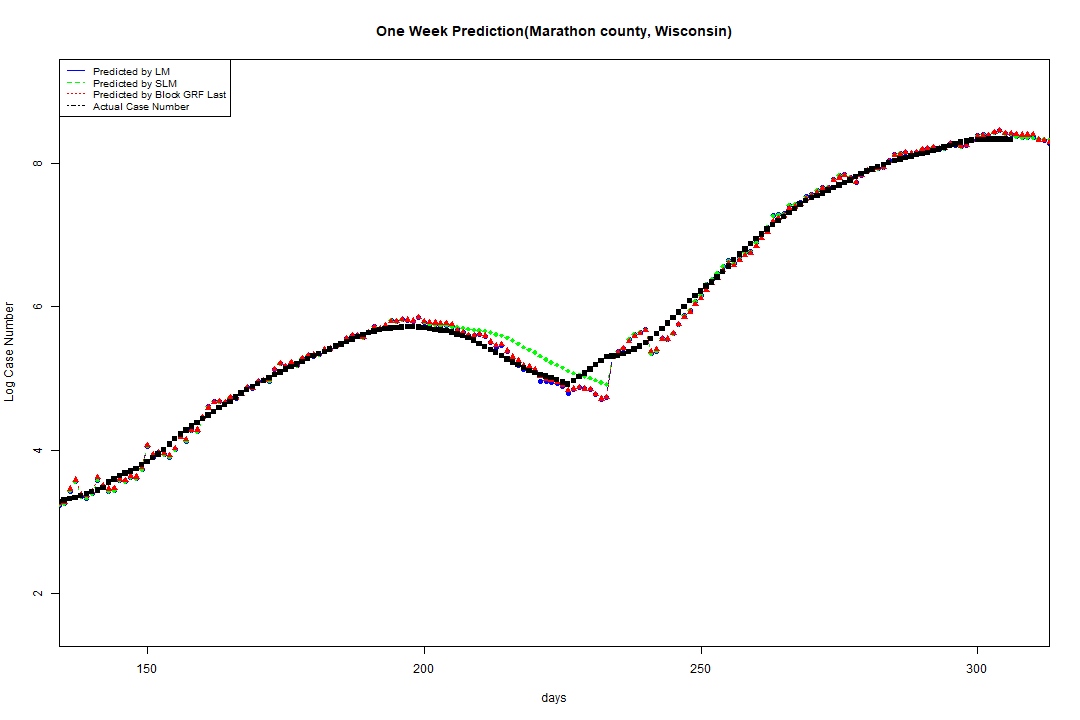 One Week Prediction(Marathon county, Wisconsin)
Predicted by LM
Predicted by SLM
Predicted by Block GRF Last
Actual Case Number
Log Case Number
8
6
4
2
150 200 250 300
days